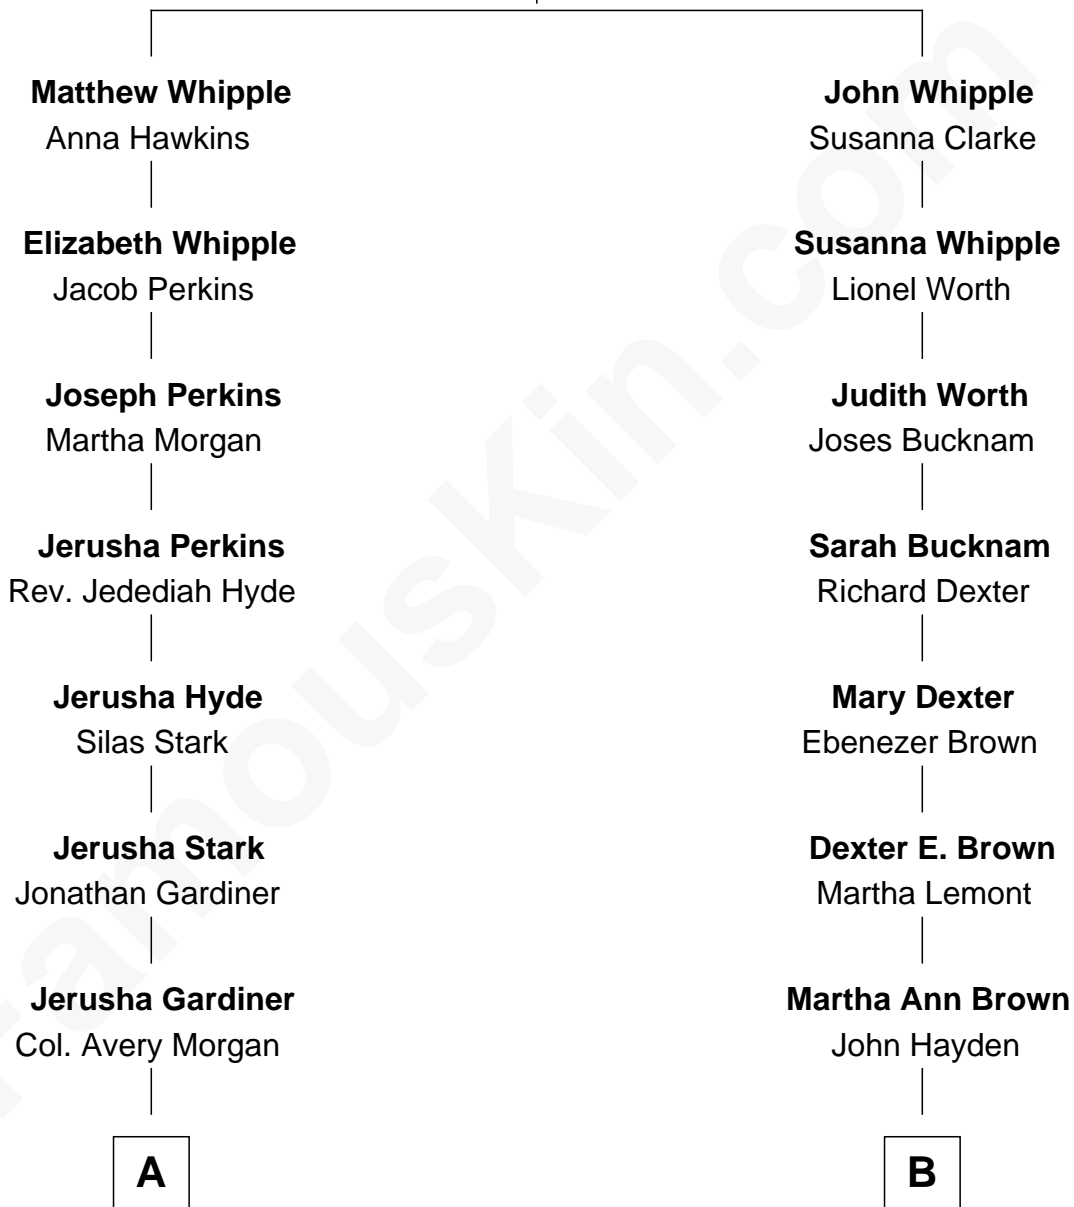 Matthew Whipple
Anna Hawkins
John Whipple
Susanna Clarke
Elizabeth Whipple
Jacob Perkins
Susanna Whipple
Lionel Worth
Joseph Perkins
Martha Morgan
Judith Worth
Joses Bucknam
Jerusha Perkins
Rev. Jedediah Hyde
Sarah Bucknam
Richard Dexter
Jerusha Hyde
Silas Stark
Mary Dexter
Ebenezer Brown
Jerusha Stark
Jonathan Gardiner
Dexter E. Brown
Martha Lemont
Jerusha Gardiner
Col. Avery Morgan
Martha Ann Brown
John Hayden
A
B
FamousKin.com